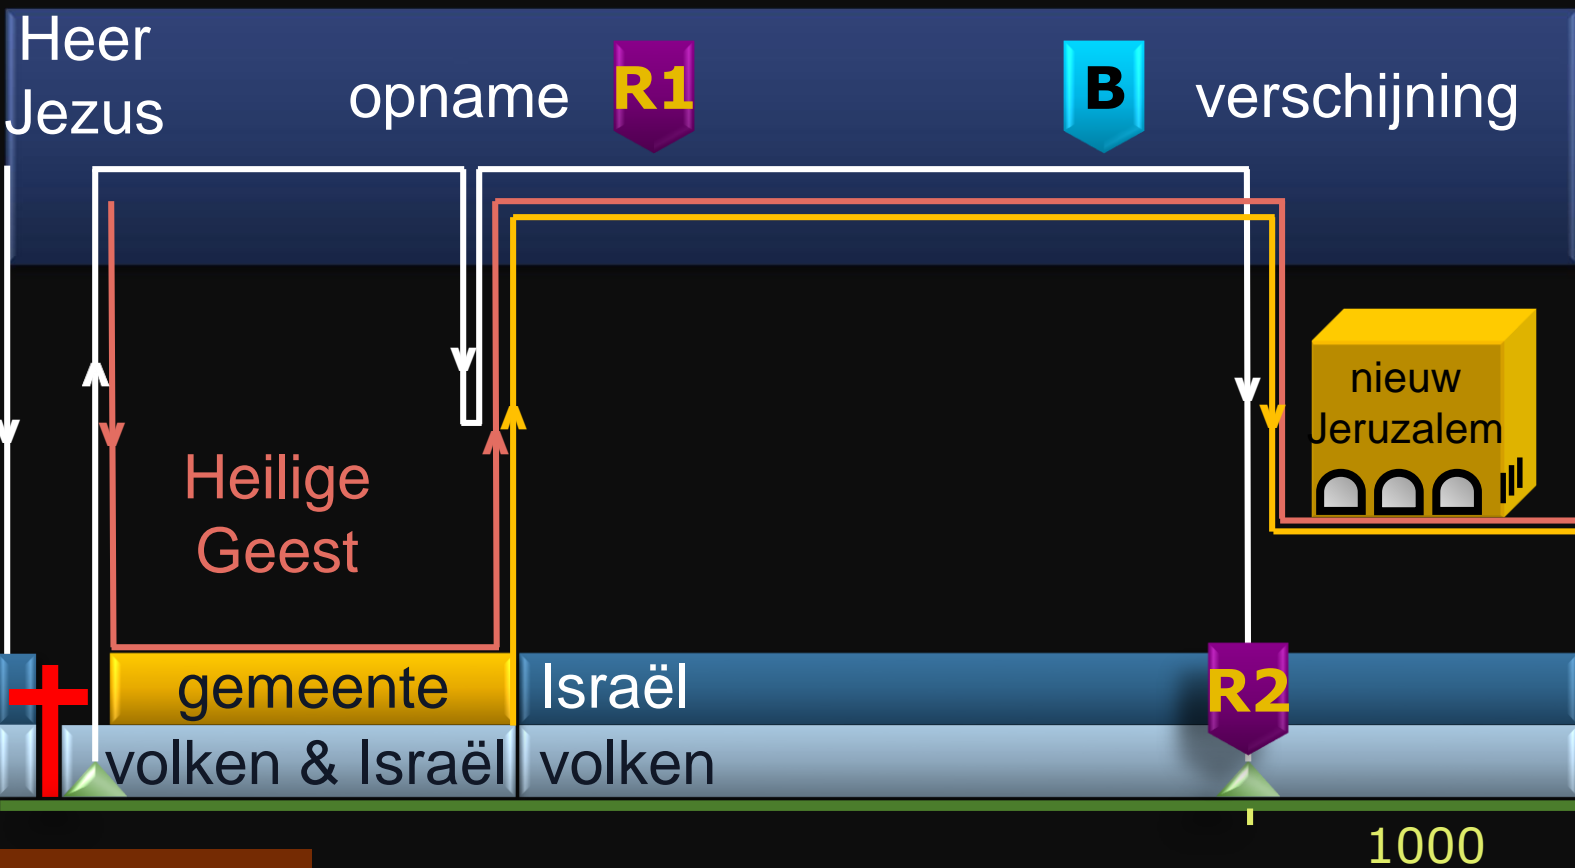 Heer
Jezus
opname R1 B verschijning
nieuw
Jeruzalem
Heilige
Geest
gemeente Israël R2
volken & Israël volken
1000